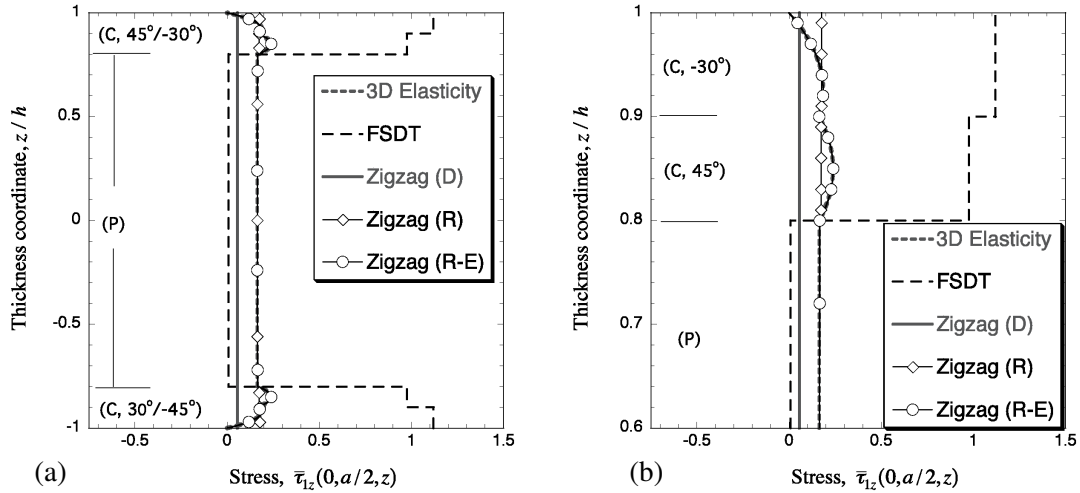 (C, 45°/-30°)
(P)
(C, 30°/-45°)
1
0.5
0
-0.5
-1
Thickness coordinate, z / h
3D Elasticity
FSDT
Zigzag (D)
Zigzag (R)
Zigzag (R-E)
-0.5
0
0.5
1
1.5
(a)
Stress, τ̅₁z(0,a/2,z)
(C, -30°)
(C, 45°)
(P)
1
0.9
0.8
0.7
0.6
Thickness coordinate, z / h
3D Elasticity
FSDT
Zigzag (D)
Zigzag (R)
Zigzag (R-E)
-0.5
0
0.5
1
1.5
(b)
Stress, τ̅₁z(0,a/2,z)